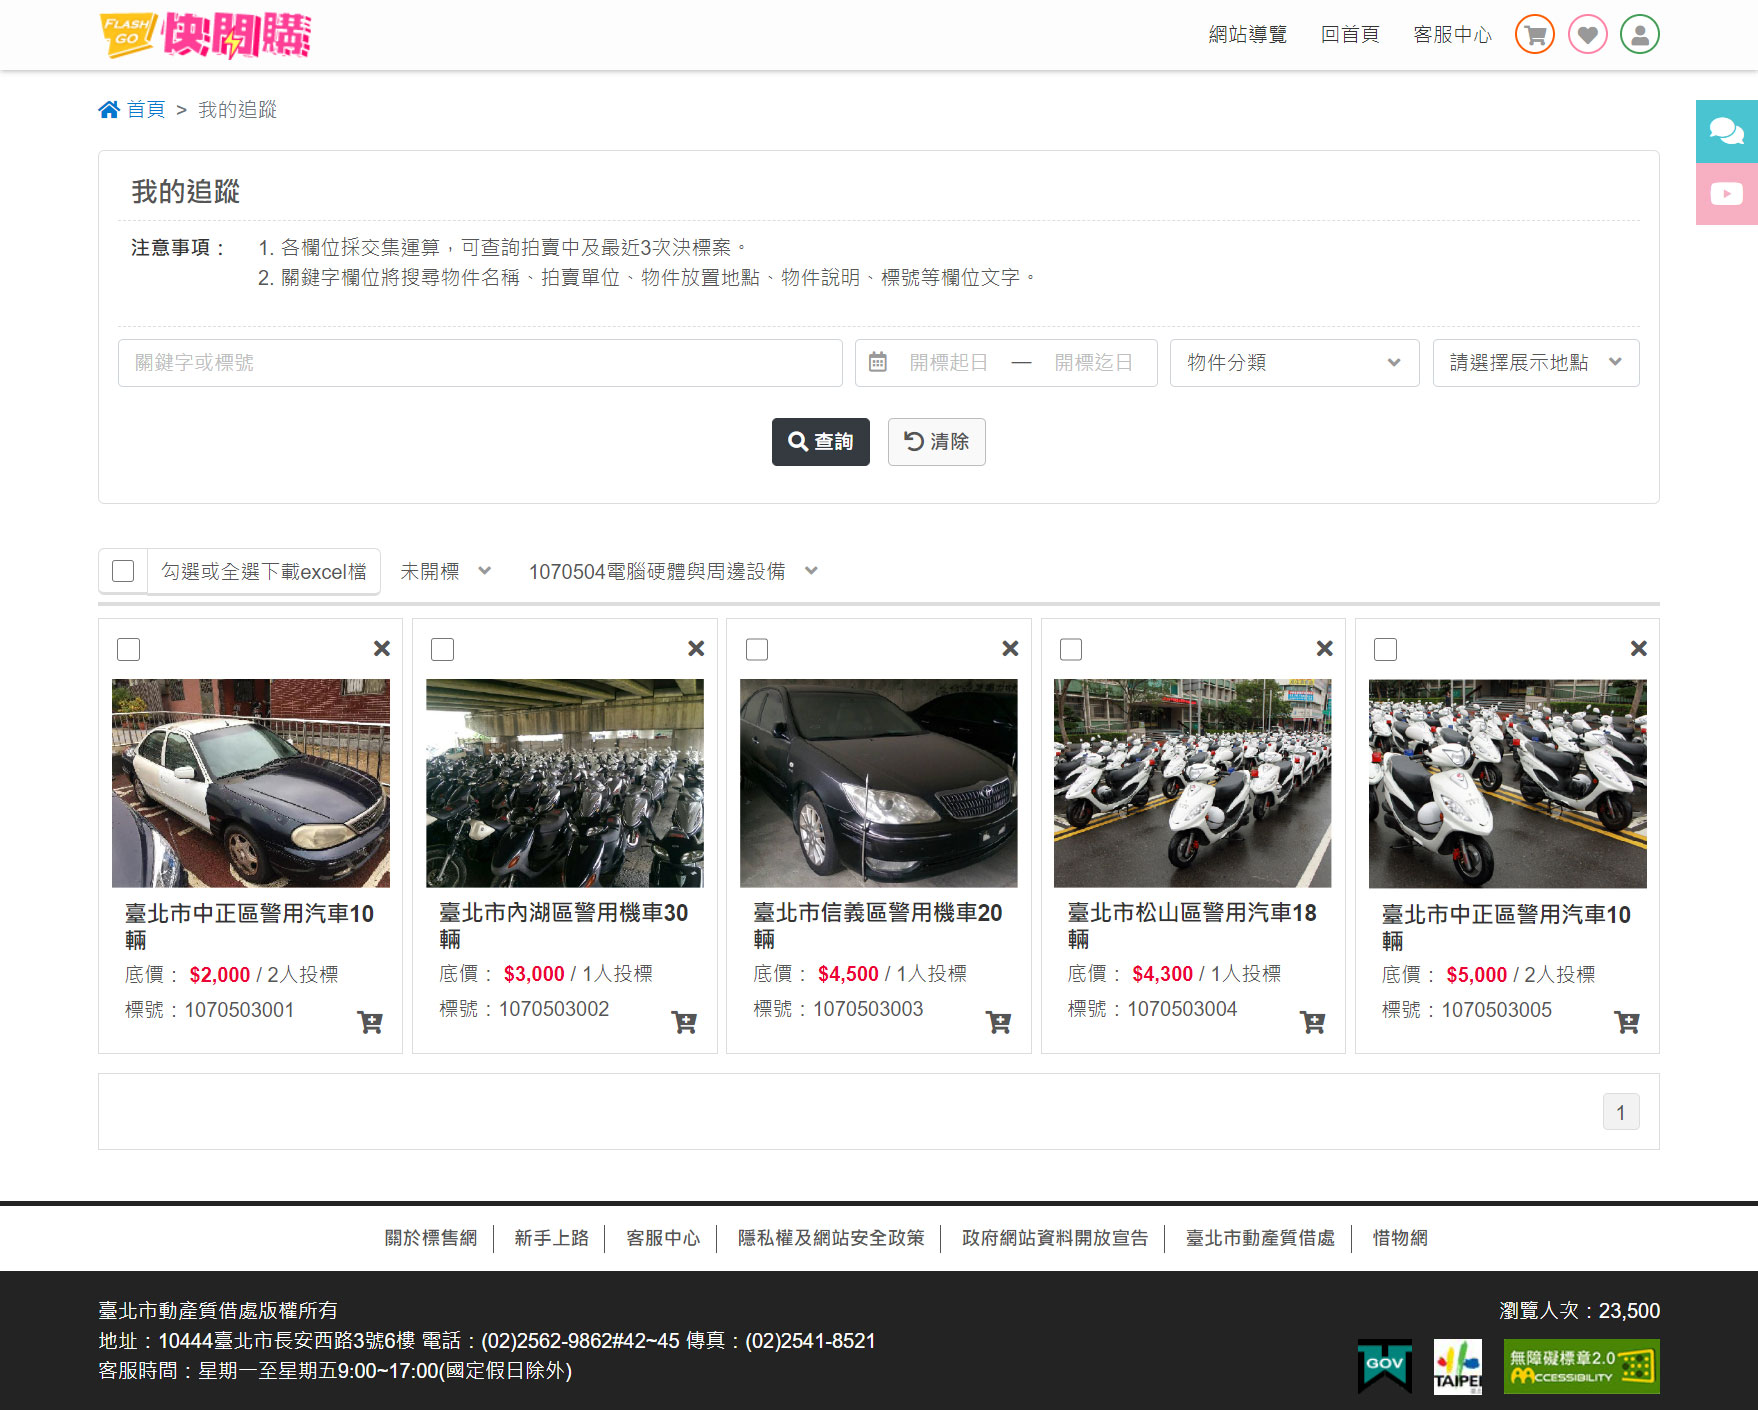 FLASH GO 快閃購
網站導覽 回首頁 客服中心
首頁 > 我的追蹤
我的追蹤
注意事項：
1. 各欄位採交集運算，可查詢拍賣中及最近3次決標案。
2. 關鍵字欄位將搜尋物件名稱、拍賣單位、物件放置地點、物件說明、標號等欄位文字。
關鍵字或標號 開標起日 — 開標迄日 物件分類 請選擇展示地點
查詢 清除
勾選或全選下載excel檔 未開標 1070504電腦硬體與周邊設備
臺北市中正區警用汽車10輛
底價： $2,000 / 2人投標
標號：1070503001
臺北市內湖區警用機車30輛
底價： $3,000 / 1人投標
標號：1070503002
臺北市信義區警用機車20輛
底價： $4,500 / 1人投標
標號：1070503003
臺北市松山區警用汽車18輛
底價： $4,300 / 1人投標
標號：1070503004
臺北市中正區警用汽車10輛
底價： $5,000 / 2人投標
標號：1070503005
1
關於標售網 新手上路 客服中心 隱私權及網站安全政策 政府網站資料開放宣告 臺北市動產質借處 惜物網
臺北市動產質借處版權所有
地址：10444臺北市長安西路3號6樓 電話：(02)2562-9862#42~45 傳真：(02)2541-8521
客服時間：星期一至星期五9:00~17:00(國定假日除外)
瀏覽人次：23,500
GOV
TAIPEI
無障礙標章2.0
ACCESSIBILITY